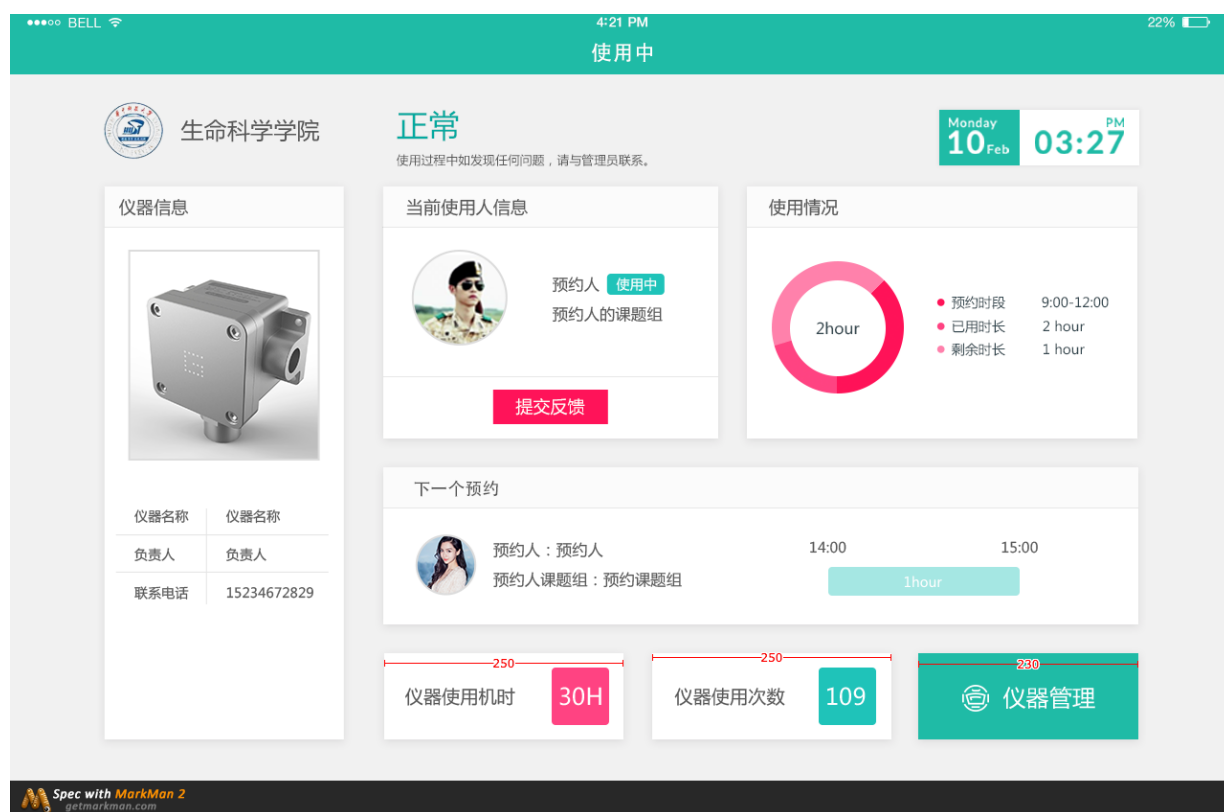 BELL
4:21 PM
22%
使用中
生命科学学院
正常
使用过程中如发现任何问题，请与管理员联系。
Monday
10 Feb
PM
03:27
仪器信息
仪器名称 仪器名称
负责人 负责人
联系电话 15234672829
当前使用人信息
预约人 使用中
预约人的课题组
提交反馈
使用情况
2hour
预约时段 9:00-12:00
已用时长 2 hour
剩余时长 1 hour
下一个预约
预约人：预约人
预约人课题组：预约课题组
14:00 15:00
1hour
250
仪器使用机时 30H
250
仪器使用次数 109
230
仪器管理
Spec with MarkMan 2
getmarkman.com